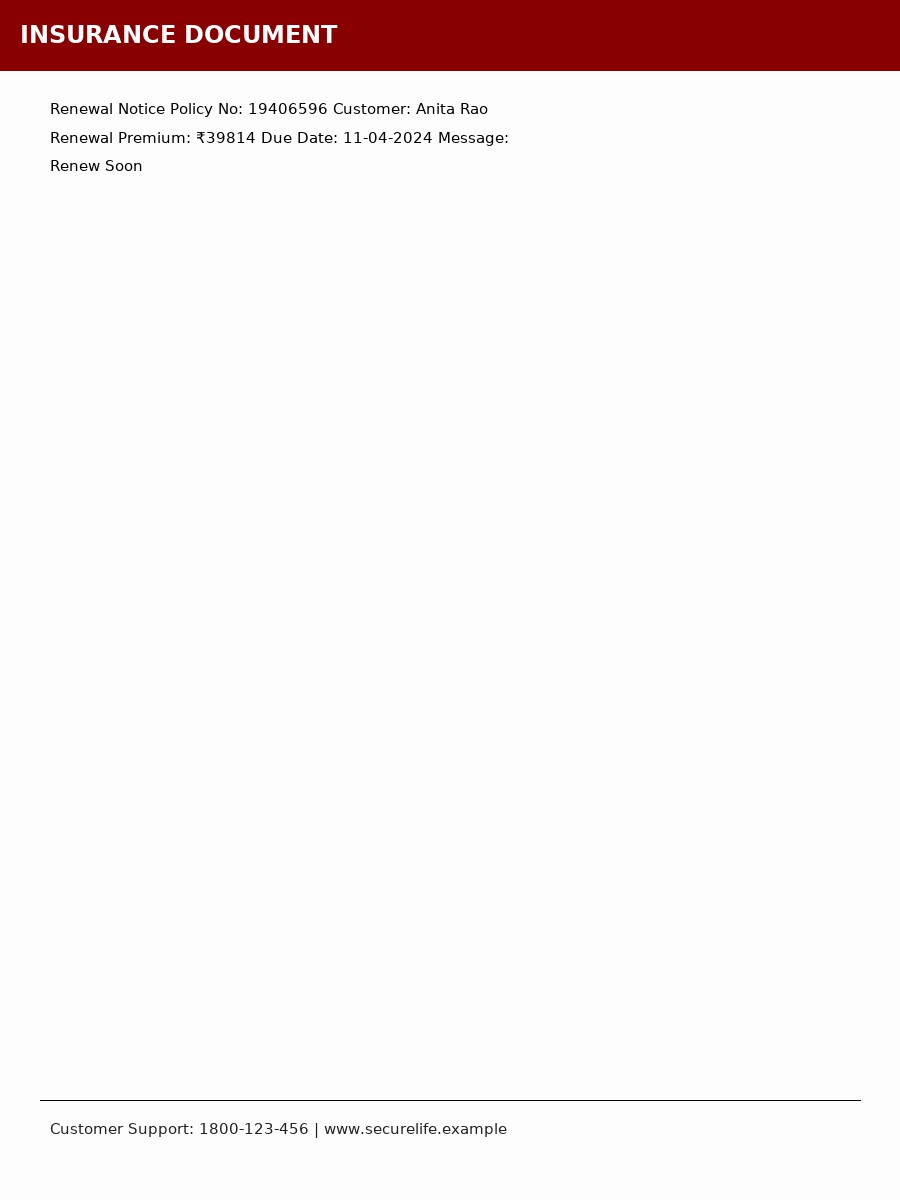 INSURANCE DOCUMENT
Renewal Notice Policy No: 19406596 Customer: Anita Rao
Renewal Premium: ₹39814 Due Date: 11-04-2024 Message:
Renew Soon
Customer Support: 1800-123-456 | www.securelife.example